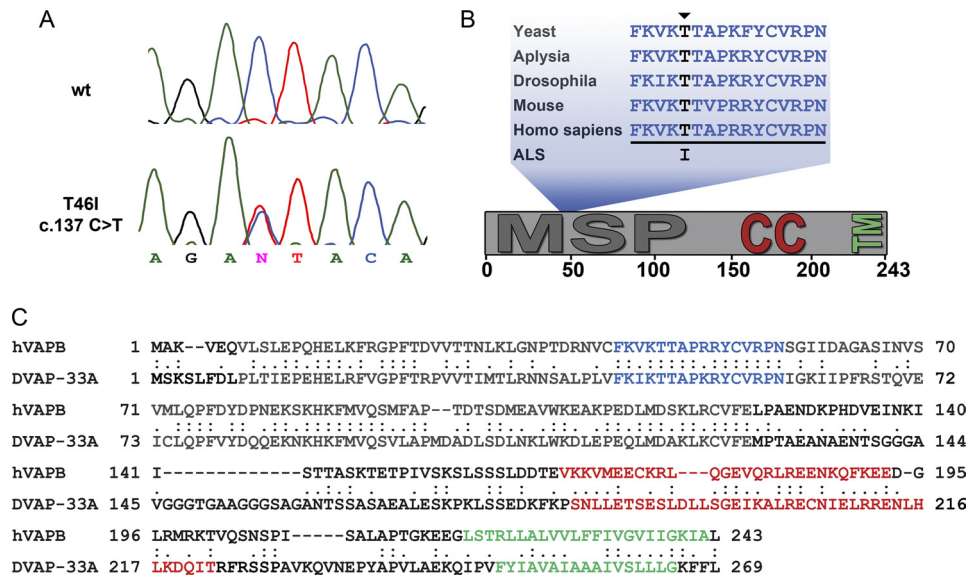 A
wt
T46I
c.137 C>T
A G A N T A C A
B
Yeast FKVKTTAPKFYCVRPN
Aplysia FKVKTTAPKRYCVRPN
Drosophila FKIKTTAPKRYCVRPN
Mouse FKVKTTVPRRYCVRPN
Homo sapiens FKVKTTAPRRYCVRPN
ALS I
MSP CC TM
0 50 100 150 200 243
C
hVAPB 1 MAK--VEQVLSLEPQHELKFRGPFTDVVTTNLKLGNPTDRNVCFKVKTTAPRRYCVRPNSGIIDAGASINVS 70
DVAP-33A 1 MSKSLFDLPLTIEPEHELRFVGPFTRPVVTIMTLRNNSALPLVFKIKTTAPKRYCVRPNIGKIIPFRSTQVE 72
hVAPB 71 VMLQPFDYDPNEKSKHKFMVQSMFAP--TDTSDMEAVWKEAKPEDLMDSKLRCVFELPAENDKPHDVEINKI 140
DVAP-33A 73 ICLQPFVYDQQEKNKHKFMVQSVLAPMDADLSDLNKLWKDLEPEQLMDAKLKCVFEMPTAEANAENTSGGGA 144
hVAPB 141 I--------------STTASKTETPIVSKSLSSSLDDTEVKKVMEECKRL---QGEVQRLREENKQFKEED-G 195
DVAP-33A 145 VGGGTGAAGGGSAGANTSSASAEALESKPKLSSEDKFKPSNLLETSESLDLLSGEIKALRECNIELRRENLH 216
hVAPB 196 LRMRKTVQSNSPI-----SALAPTGKEEGLSTRLLALVVLFFIVGVIIGKIAL 243
DVAP-33A 217 LKDQITRFRSSPAVKQVNEPYAPVLAEKQIPVFYIAVAIAAAIVSLLLGKFFL 269